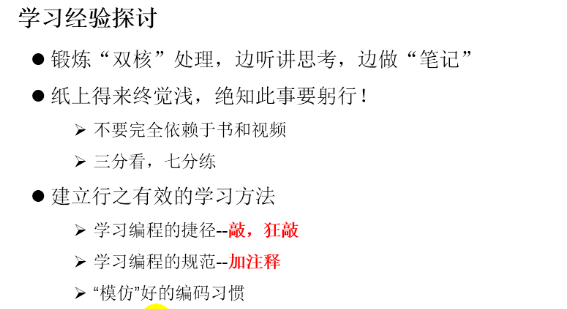 学习经验探讨
● 锻炼“双核”处理，边听讲思考，边做“笔记”
● 纸上得来终觉浅，绝知此事要躬行！
➢ 不要完全依赖于书和视频
➢ 三分看，七分练
● 建立行之有效的学习方法
➢ 学习编程的捷径--敲，狂敲
➢ 学习编程的规范--加注释
➢ “模仿”好的编码习惯